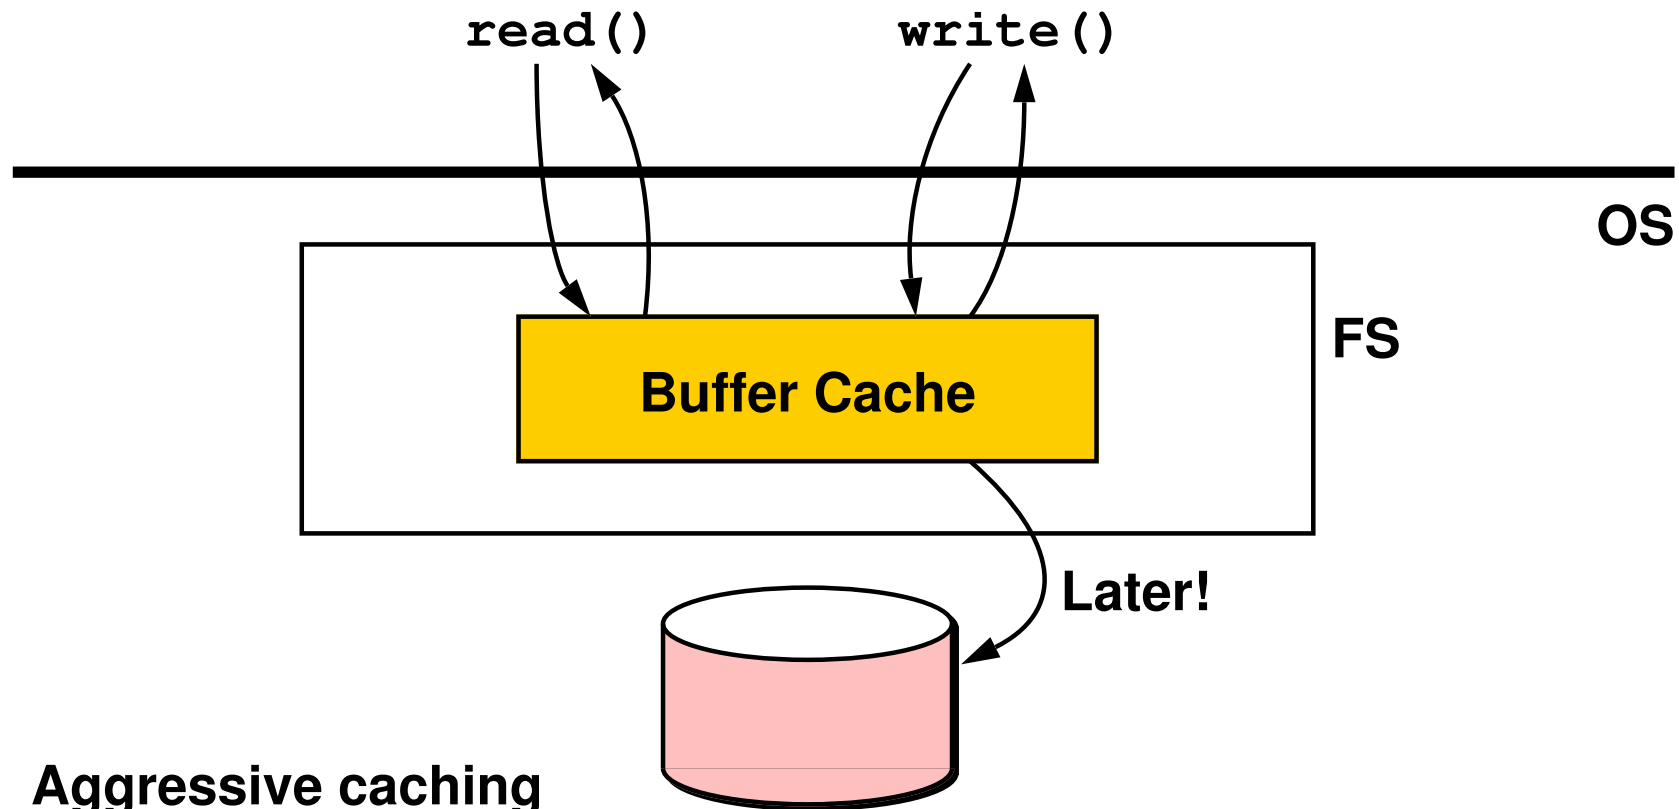 read() write()
OS
FS
Buffer Cache
Later!
Aggressive caching